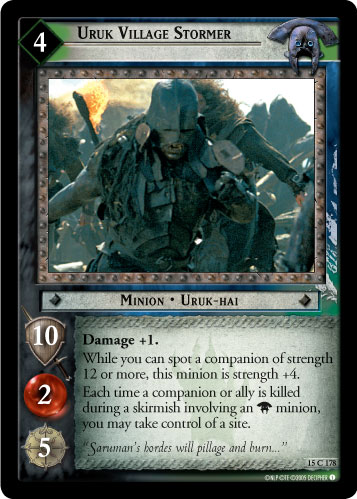 4
Uruk Village Stormer
Minion • Uruk-hai
10
2
5
Damage +1.
While you can spot a companion of strength
12 or more, this minion is strength +4.
Each time a companion or ally is killed
during a skirmish involving an minion,
you may take control of a site.
"Saruman's hordes will pillage and burn..."
15 C 178